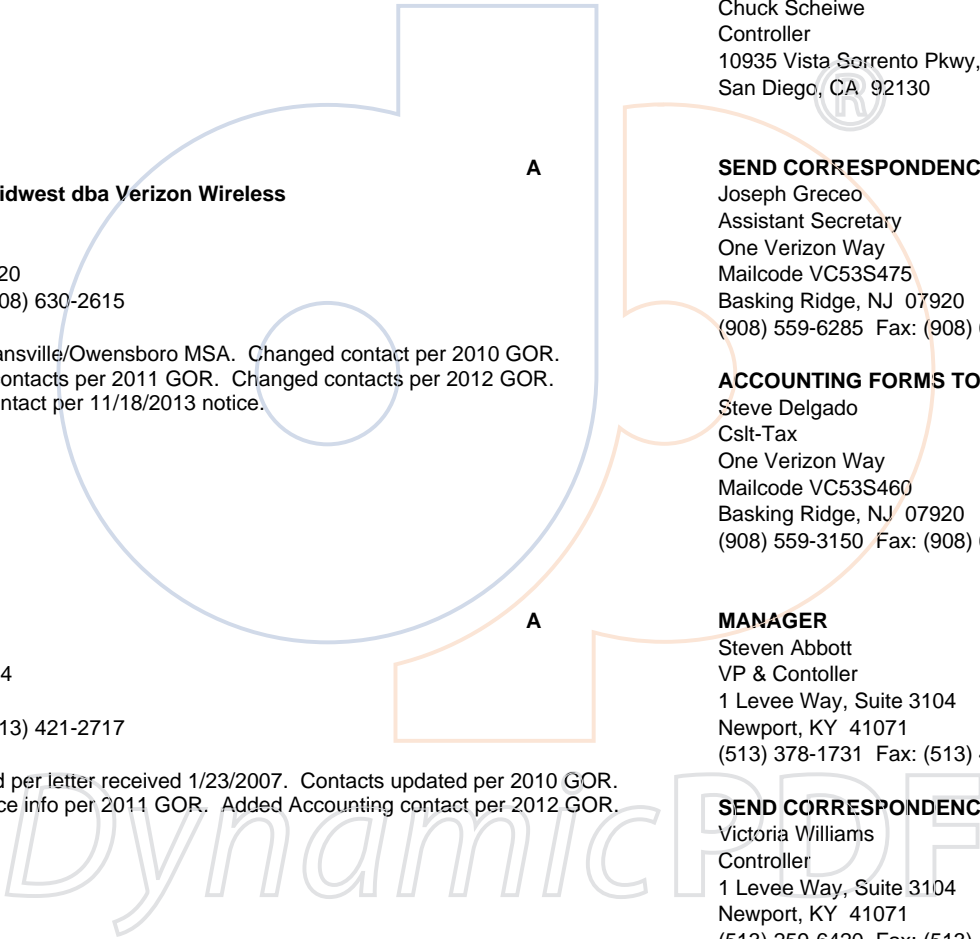 Chuck Scheiwe
Controller
10935 Vista Sorrento Pkwy,
San Diego, CA 92130
A
idwest dba Verizon Wireless
20
08) 630-2615
ansville/Owensboro MSA. Changed contact per 2010 GOR.
ontacts per 2011 GOR. Changed contacts per 2012 GOR.
ntact per 11/18/2013 notice.
SEND CORRESPONDENC
Joseph Greceo
Assistant Secretary
One Verizon Way
Mailcode VC53S475
Basking Ridge, NJ 07920
(908) 559-6285 Fax: (908)
ACCOUNTING FORMS TO
Steve Delgado
Cslt-Tax
One Verizon Way
Mailcode VC53S460
Basking Ridge, NJ 07920
(908) 559-3150 Fax: (908)
A
4
13) 421-2717
d per letter received 1/23/2007. Contacts updated per 2010 GOR.
ce info per 2011 GOR. Added Accounting contact per 2012 GOR.
MANAGER
Steven Abbott
VP & Contoller
1 Levee Way, Suite 3104
Newport, KY 41071
(513) 378-1731 Fax: (513)
SEND CORRESPONDENC
Victoria Williams
Controller
1 Levee Way, Suite 3104
Newport, KY 41071
DynamicPDF
®